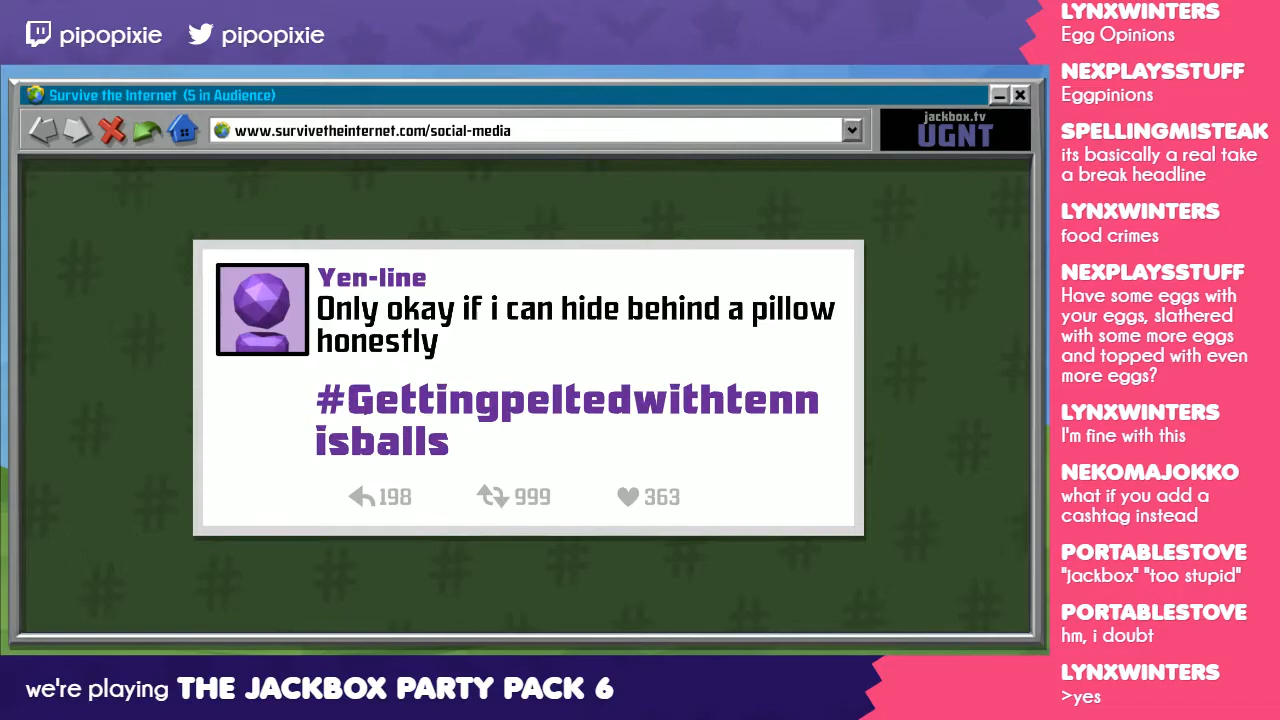 pipopixie pipopixie
Survive the Internet (5 in Audience)
www.survivetheinternet.com/social-media
jackbox.tv
UGNT
Yen-line
Only okay if i can hide behind a pillow
honestly
#Gettingpeltedwithtenn
isballs
198 999 363
we're playing THE JACKBOX PARTY PACK 6
LYNXWINTERS
Egg Opinions
NEXPLAYSSTUFF
Eggpinions
SPELLINGMISTEAK
its basically a real take
a break headline
LYNXWINTERS
food crimes
NEXPLAYSSTUFF
Have some eggs with
your eggs, slathered
with some more eggs
and topped with even
more eggs?
LYNXWINTERS
I'm fine with this
NEKOMAJOKKO
what if you add a
cashtag instead
PORTABLESTOVE
"jackbox" "too stupid"
PORTABLESTOVE
hm, i doubt
LYNXWINTERS
>yes